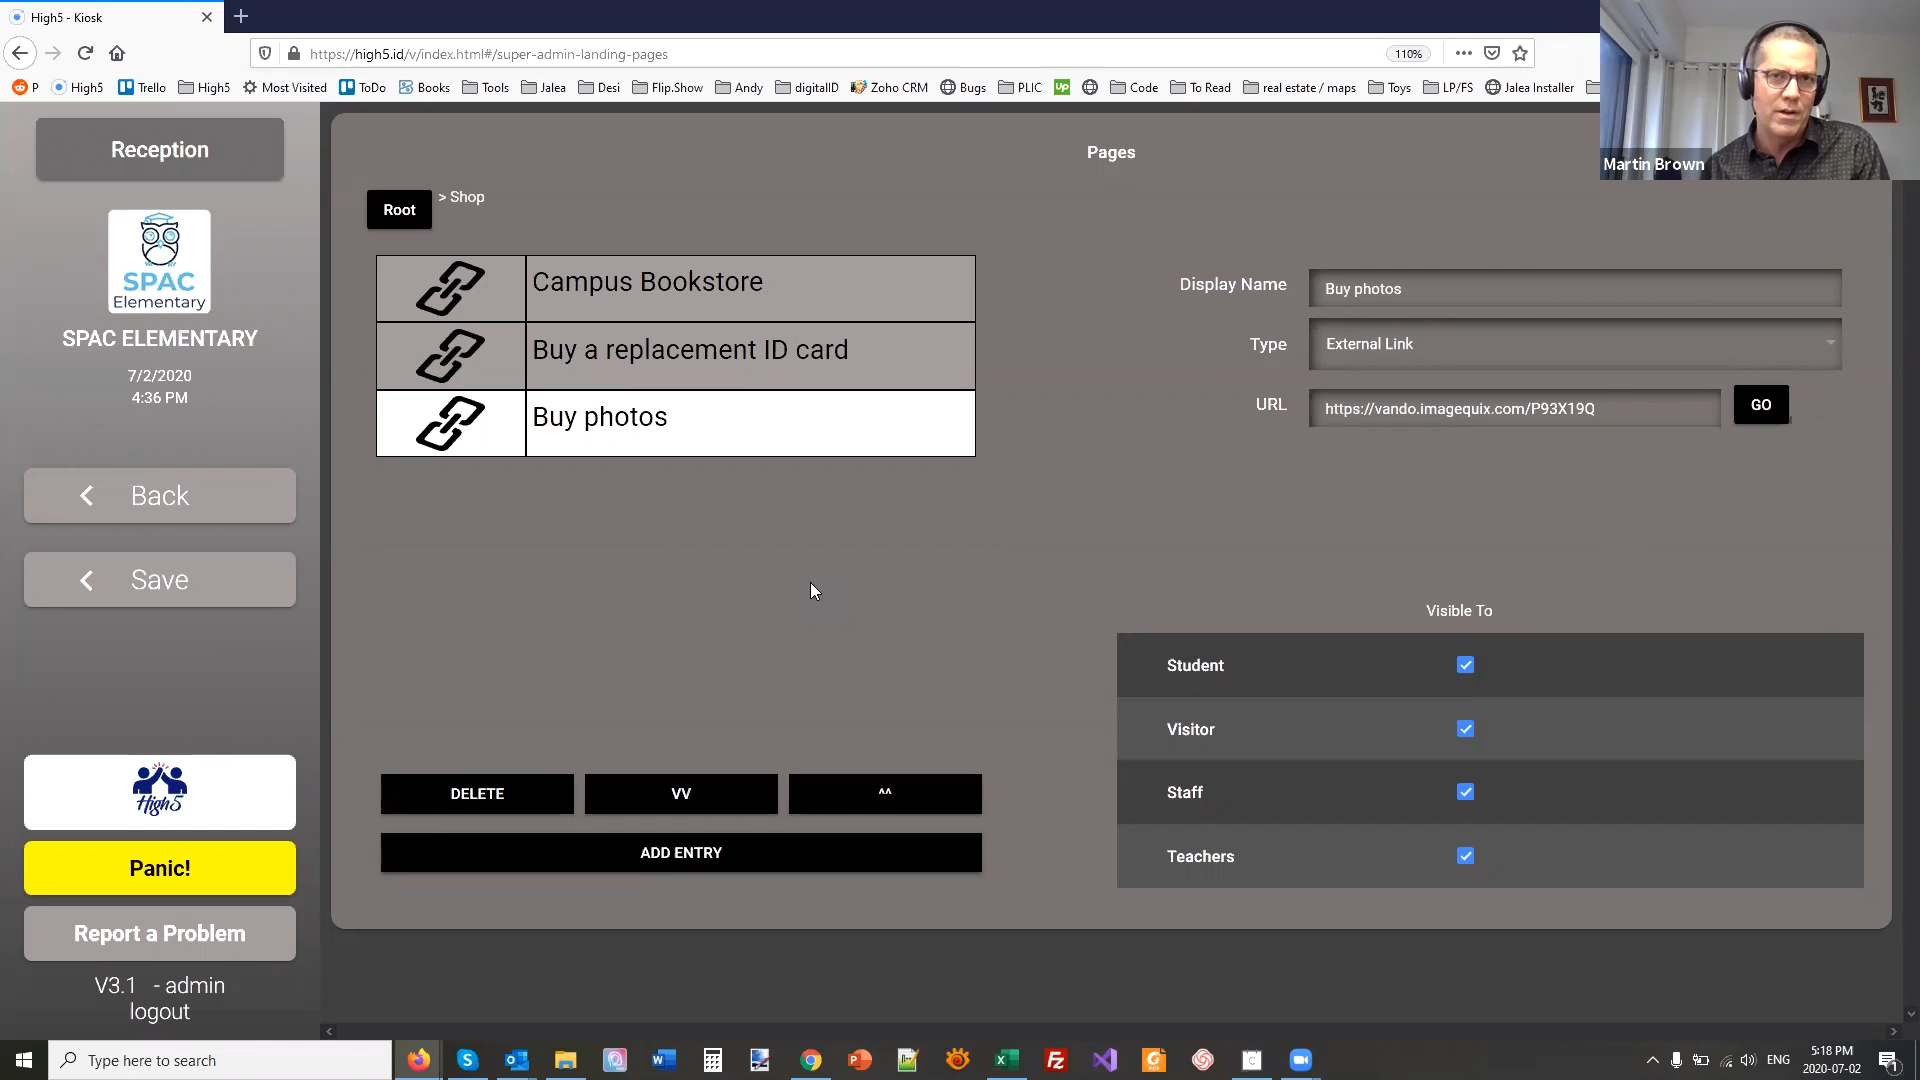 High5 - Kiosk
https://high5.id/v/index.html#/super-admin-landing-pages
110%
P
High5
Trello
High5
Most Visited
ToDo
Books
Tools
Jalea
Desi
Flip.Show
Andy
digitalID
Zoho CRM
Bugs
PLIC
Up
Code
To Read
real estate / maps
Toys
LP/FS
Jalea Installer
Martin Brown
Reception
SPAC
Elementary
SPAC ELEMENTARY
7/2/2020
4:36 PM
Back
Save
High5
Panic!
Report a Problem
V3.1 - admin
logout
Pages
Root
> Shop
Campus Bookstore
Buy a replacement ID card
Buy photos
DELETE
VV
^^
ADD ENTRY
Display Name
Buy photos
Type
External Link
URL
https://vando.imagequix.com/P93X19Q
GO
Visible To
Student
Visitor
Staff
Teachers
Type here to search
ENG
5:18 PM
2020-07-02